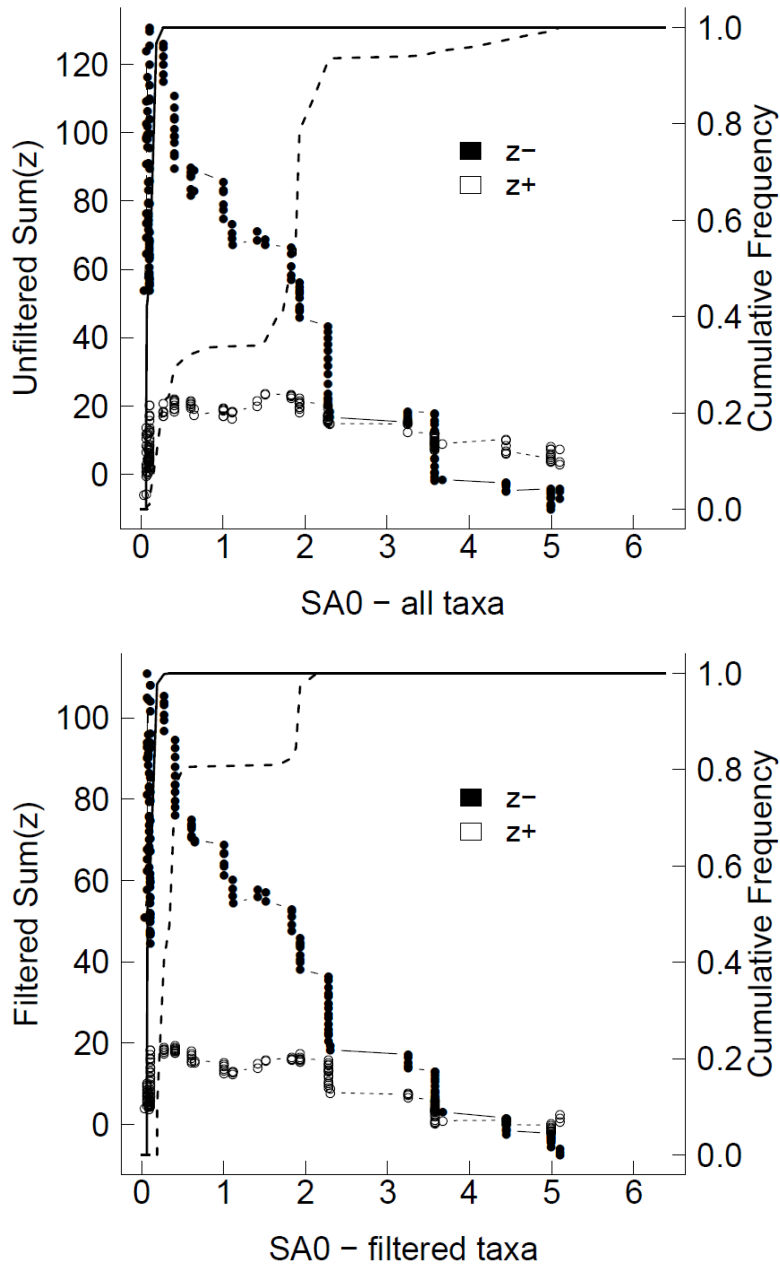 Unfiltered Sum(z)
120
100
80
60
40
20
0
z−
z+
1.0
0.8
0.6
0.4
0.2
0.0
Cumulative Frequency
0 1 2 3 4 5 6
SA0 − all taxa
Filtered Sum(z)
100
80
60
40
20
0
z−
z+
1.0
0.8
0.6
0.4
0.2
0.0
Cumulative Frequency
0 1 2 3 4 5 6
SA0 − filtered taxa